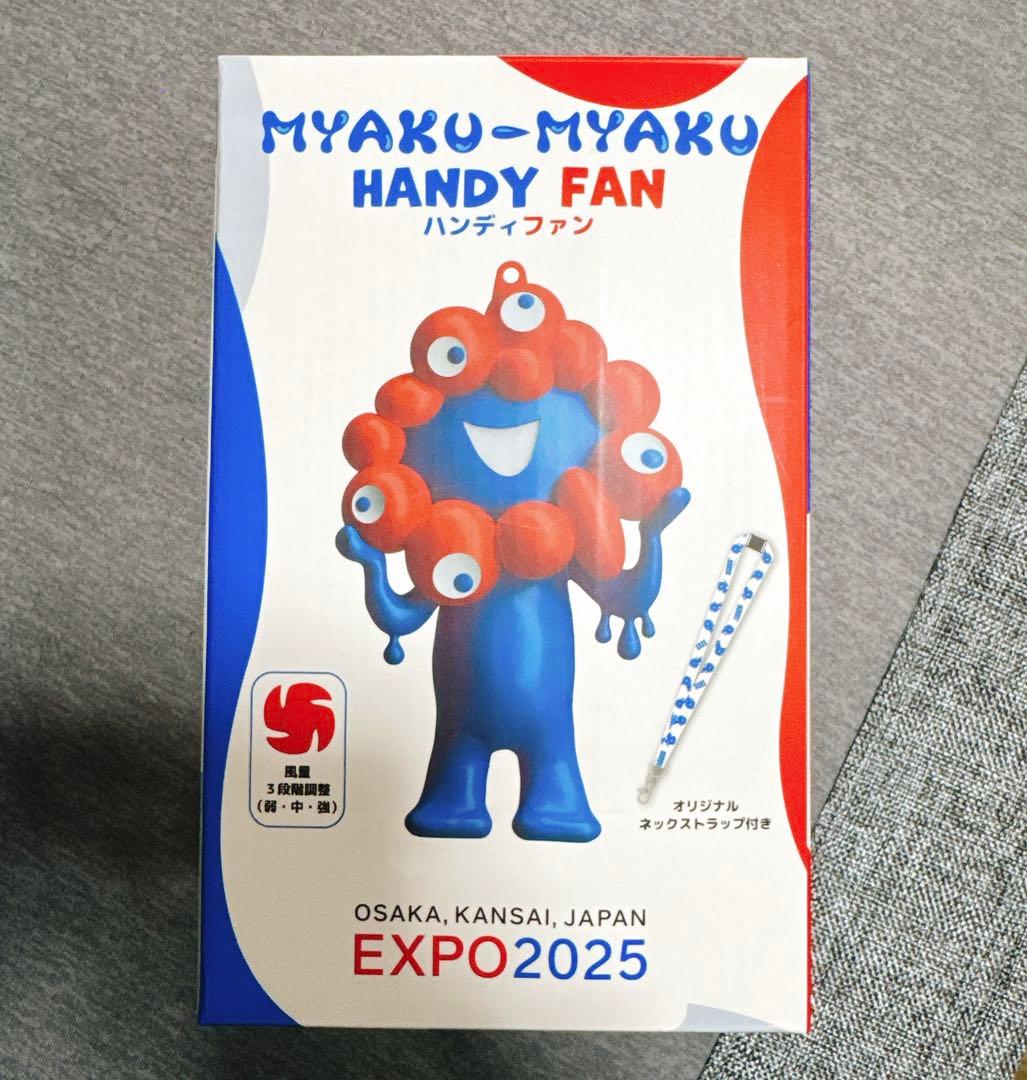 MYAKU-MYAKU
HANDY FAN
ハンディファン
風量
3段階調整
(弱・中・強)
オリジナル
ネックストラップ付き
OSAKA, KANSAI, JAPAN
EXPO2025